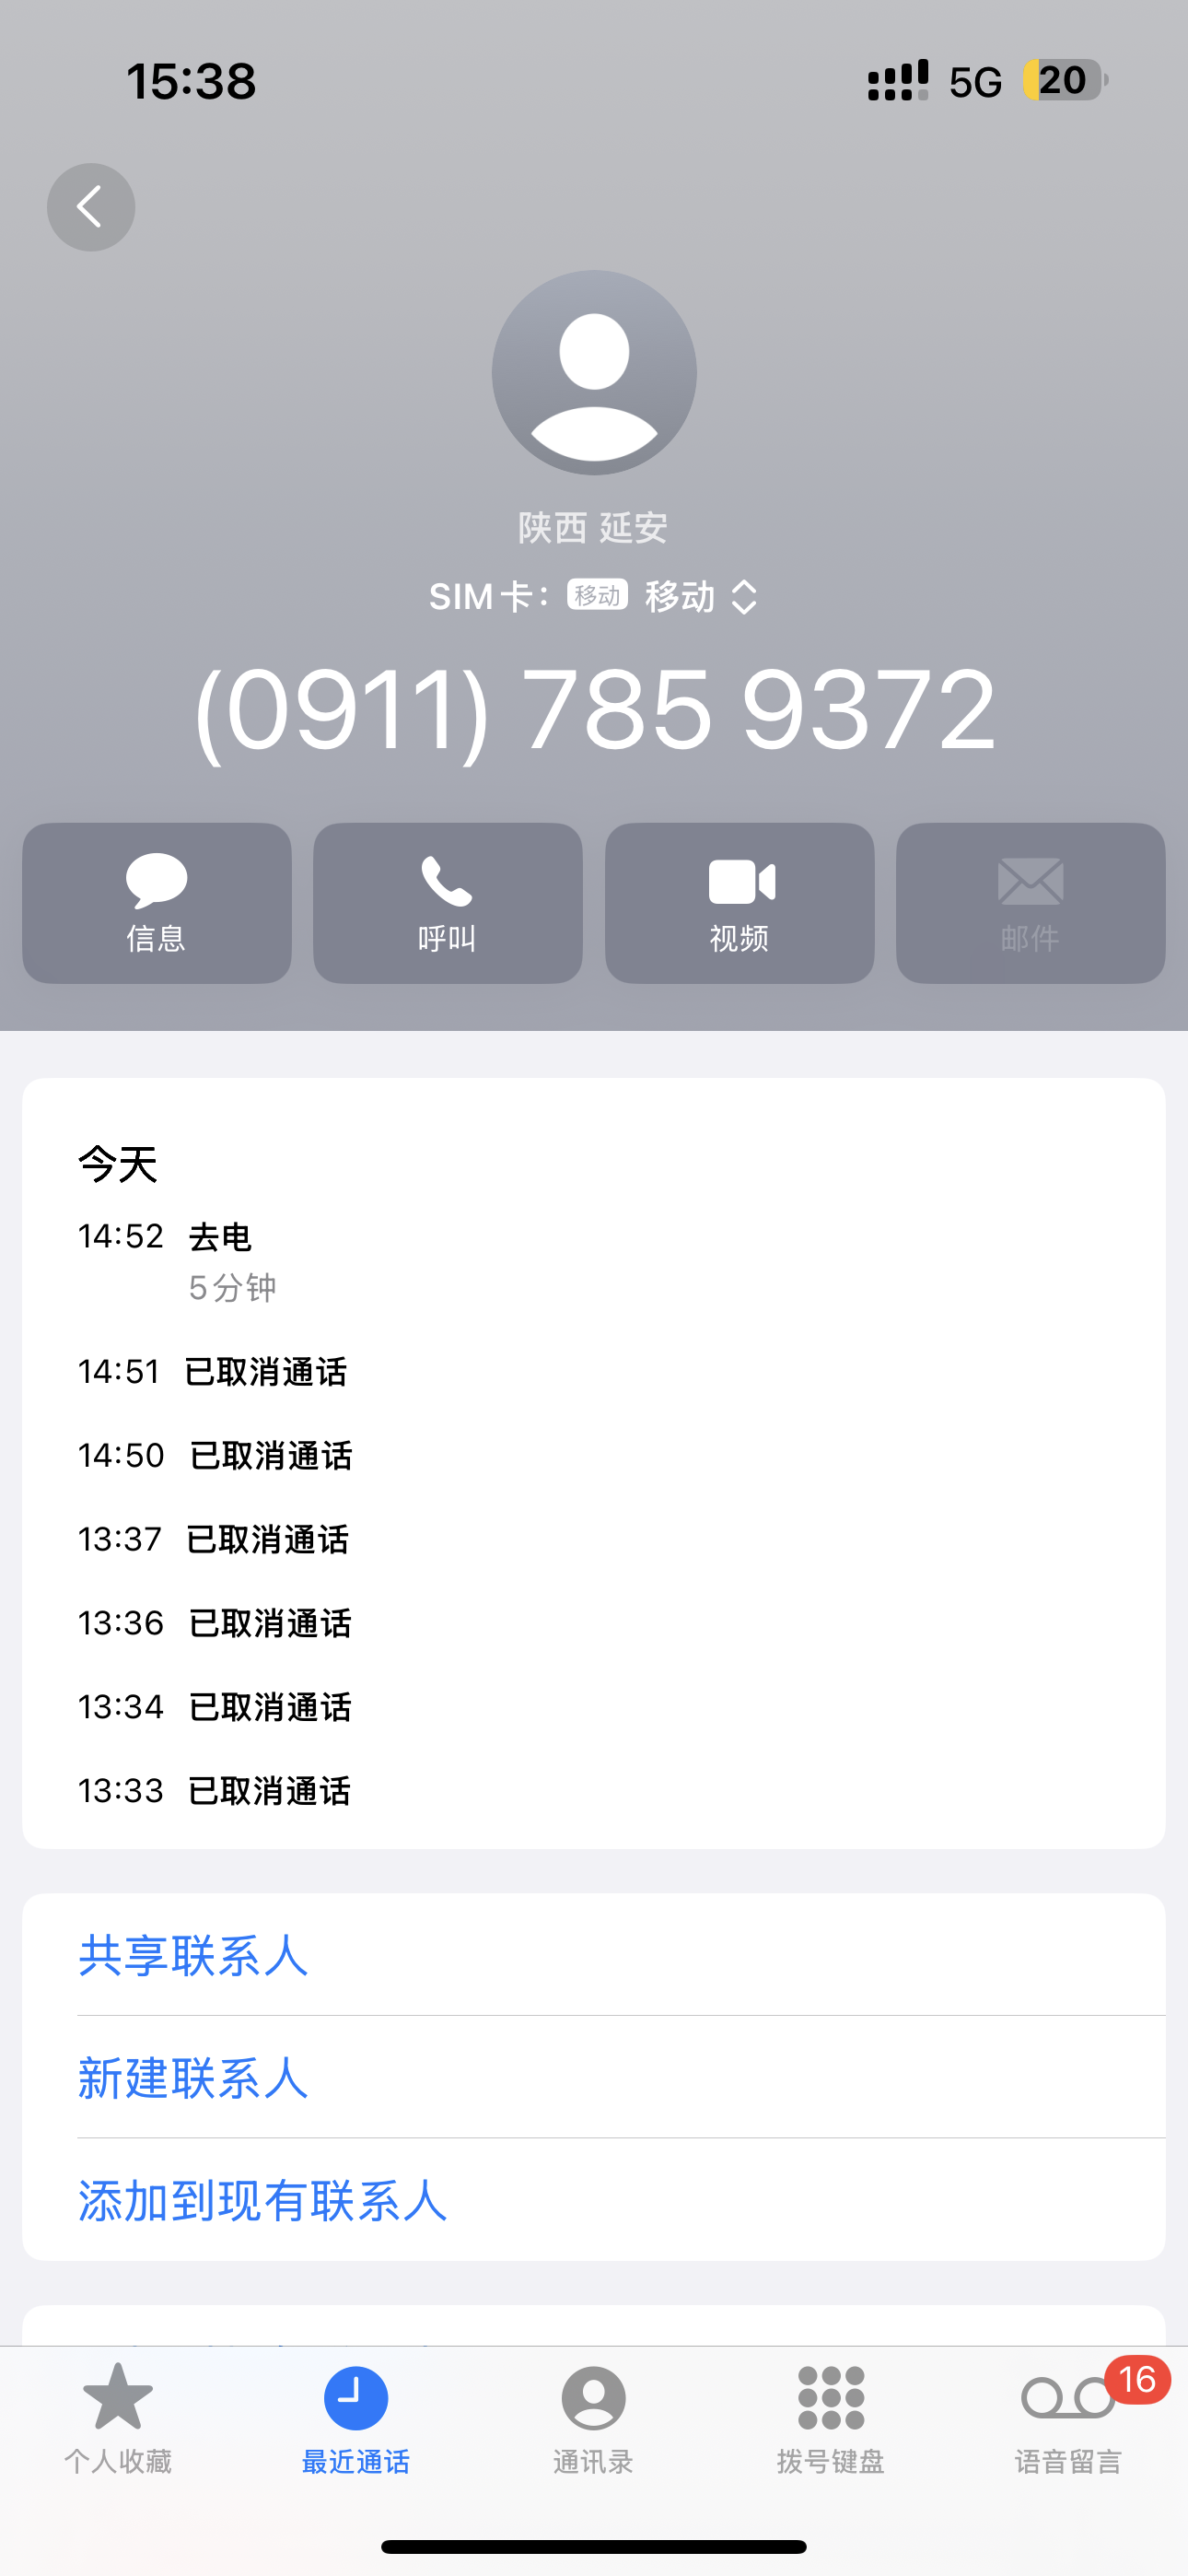 15:38 5G 20
陕西 延安
SIM 卡： 移动 移动
(0911) 785 9372
信息 呼叫 视频 邮件
今天
14:52 去电
5分钟
14:51 已取消通话
14:50 已取消通话
13:37 已取消通话
13:36 已取消通话
13:34 已取消通话
13:33 已取消通话
共享联系人
新建联系人
添加到现有联系人
16
个人收藏 最近通话 通讯录 拨号键盘 语音留言